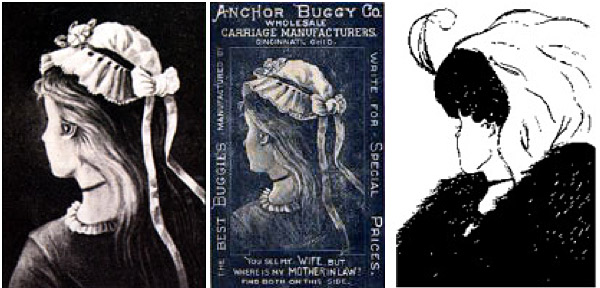 ANCHOR BUGGY CO.
WHOLESALE
CARRIAGE MANUFACTURERS.
CINCINNATI, OHIO.
THE BEST BUGGIES MANUFACTURED BY
WRITE FOR SPECIAL PRICES.
"YOU SEE MY WIFE, BUT
WHERE IS MY MOTHER IN LAW?"
FIND BOTH ON THIS SIDE.